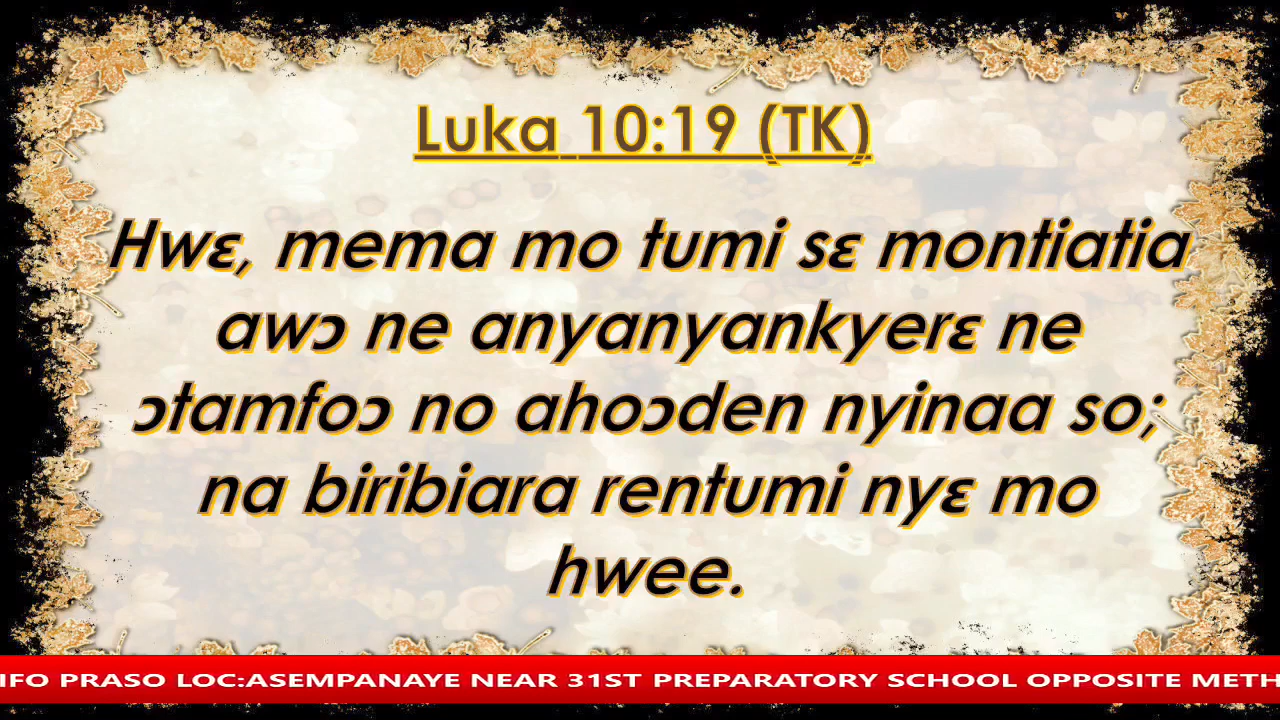 Luka 10:19 (TK)
Hwɛ, mema mo tumi sɛ montiatia
awɔ ne anyanyankyerɛ ne
ɔtamfoɔ no ahoɔden nyinaa so;
na biribiara rentumi nyɛ mo
hwee.
IFO PRASO LOC:ASEMPANAYE NEAR 31ST PREPARATORY SCHOOL OPPOSITE METH